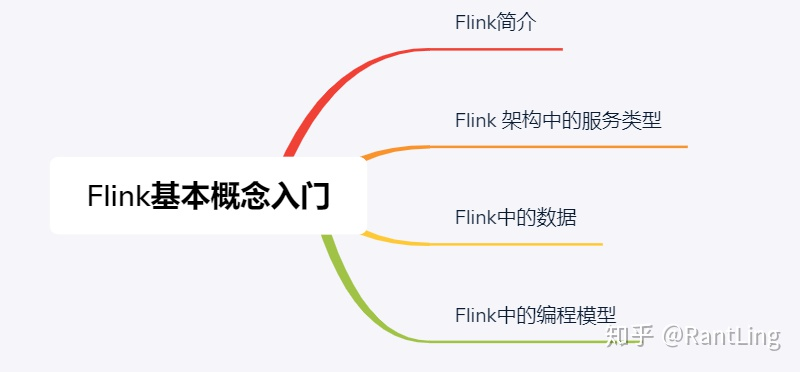 Flink简介
Flink 架构中的服务类型
Flink基本概念入门
Flink中的数据
Flink中的编程模型
知乎 @RantLing